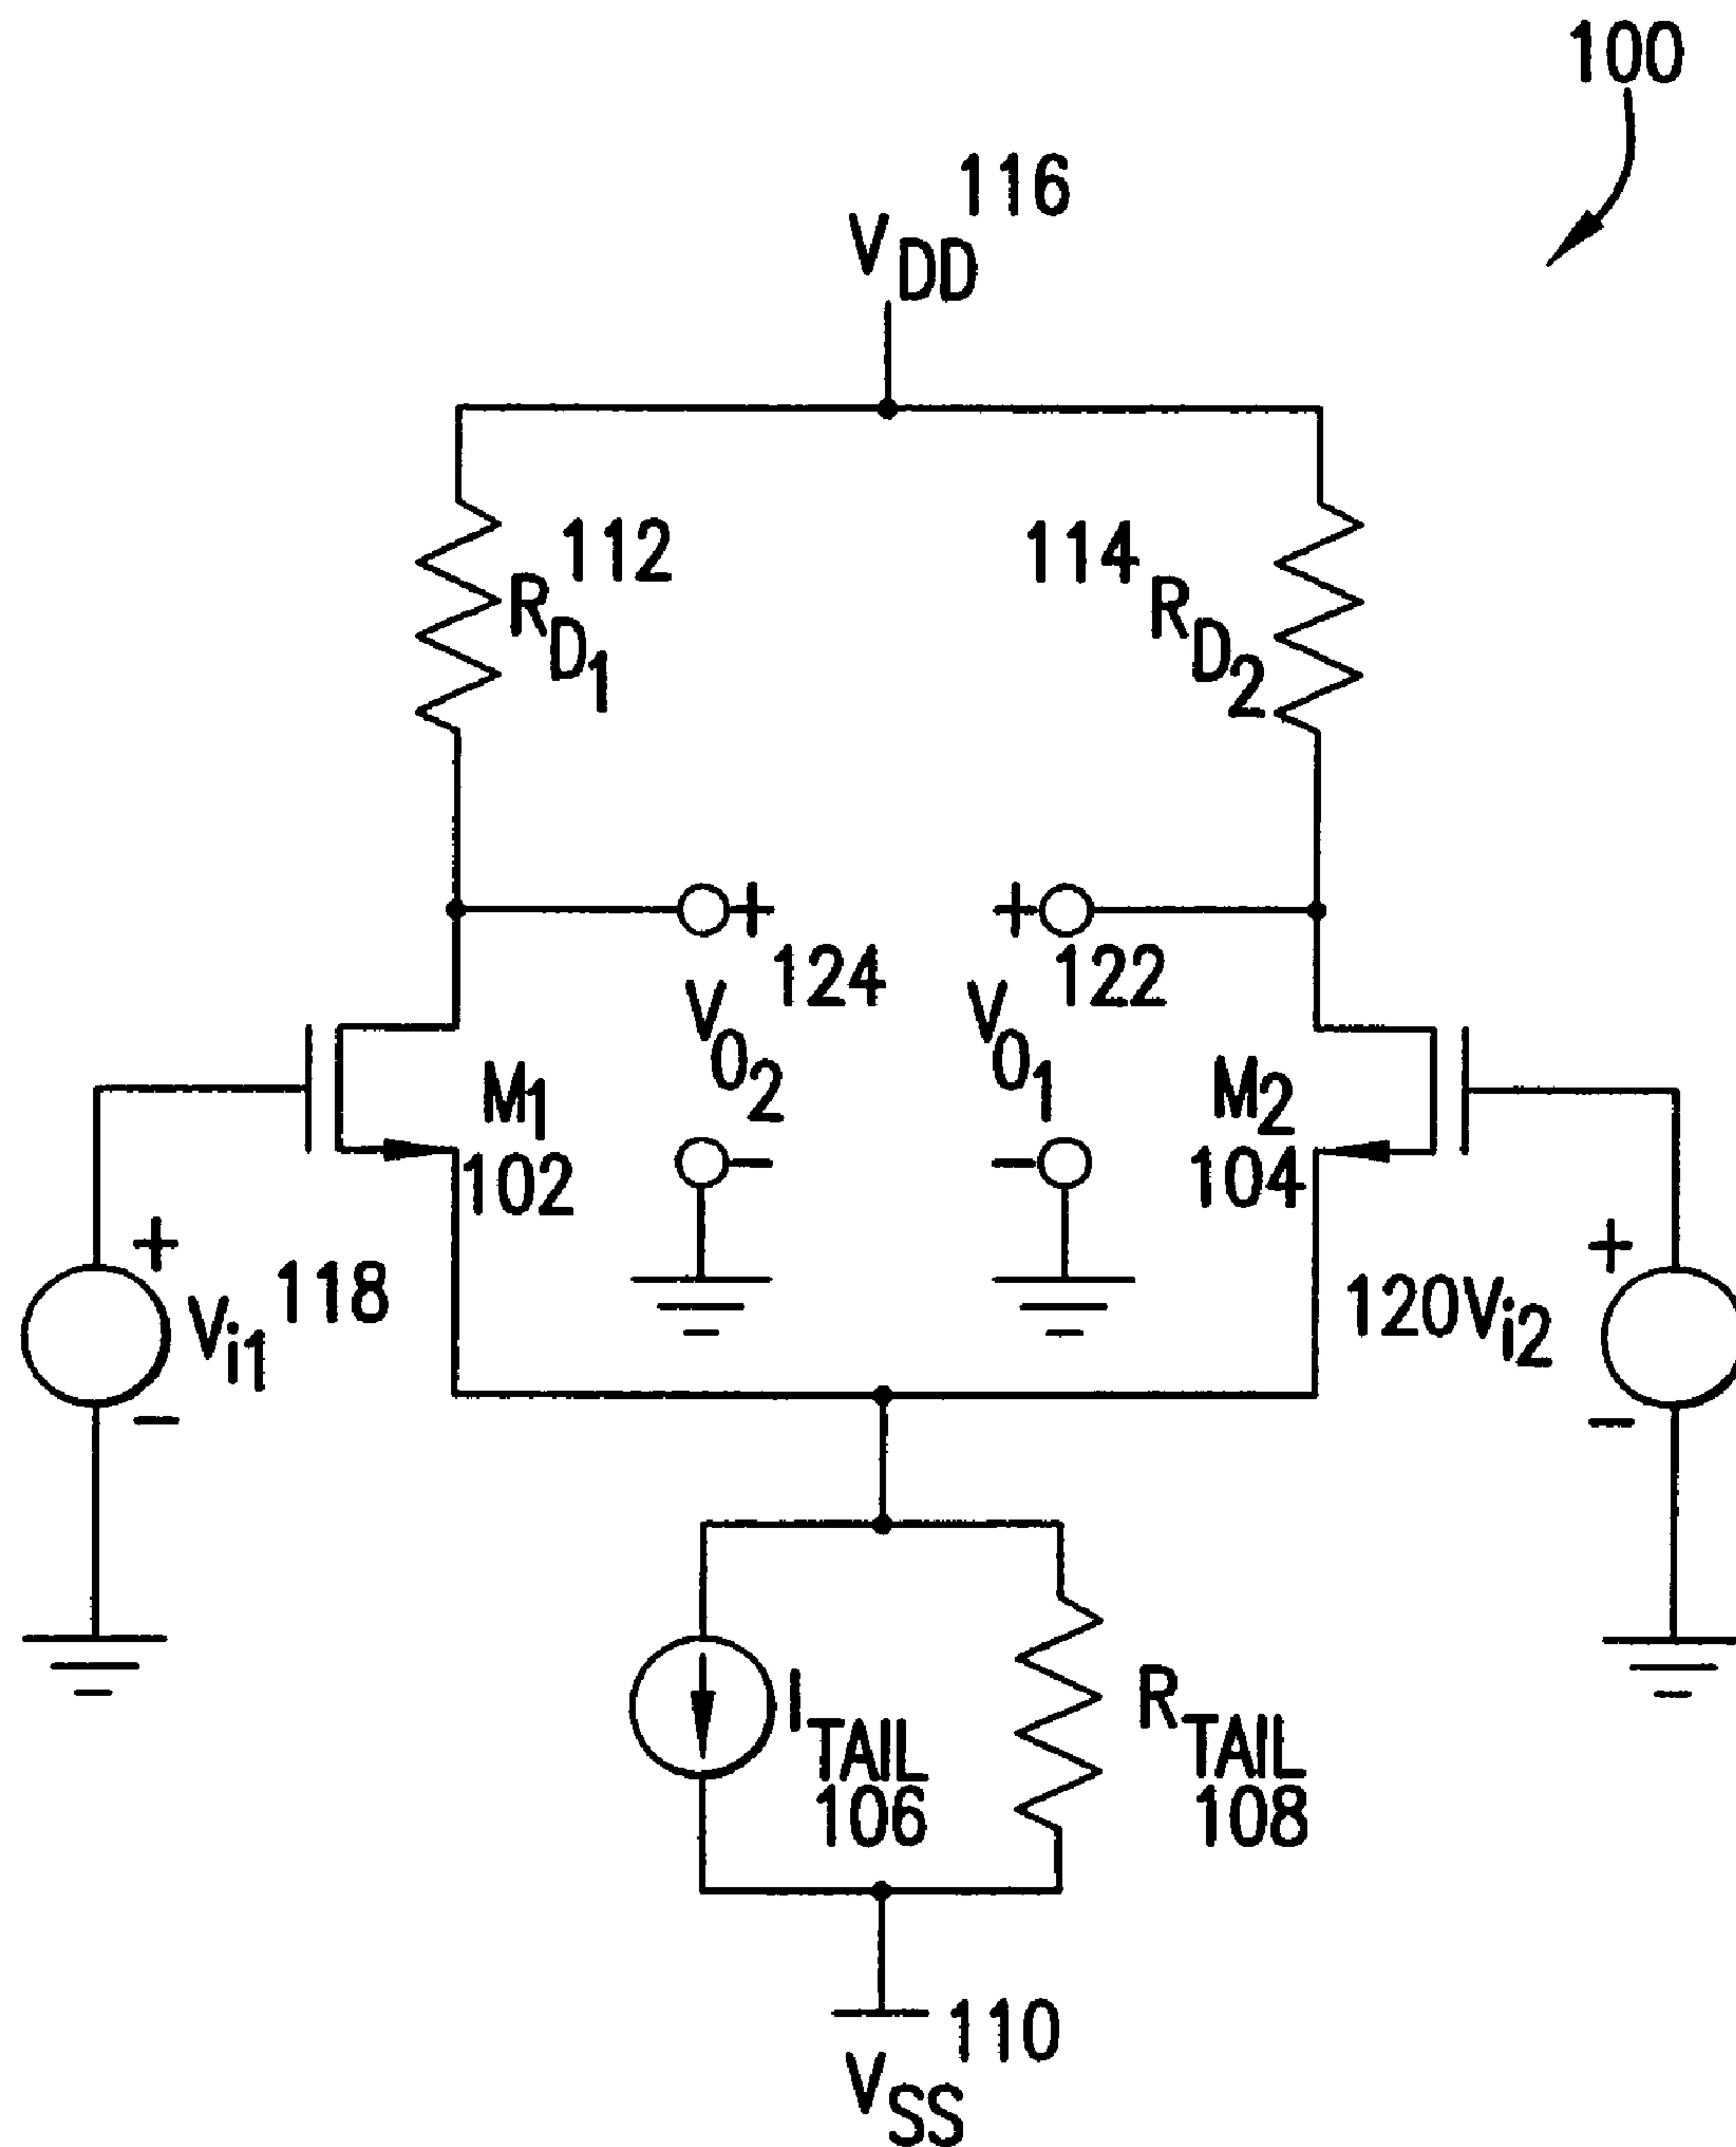 100
116
VDD
112
RD1
114
RD2
+
+
124
122
VO2
VO1
M1
102
M2
104
−
−
+
Vi1
118
−
+
120Vi2
−
ITAIL
106
RTAIL
108
110
VSS